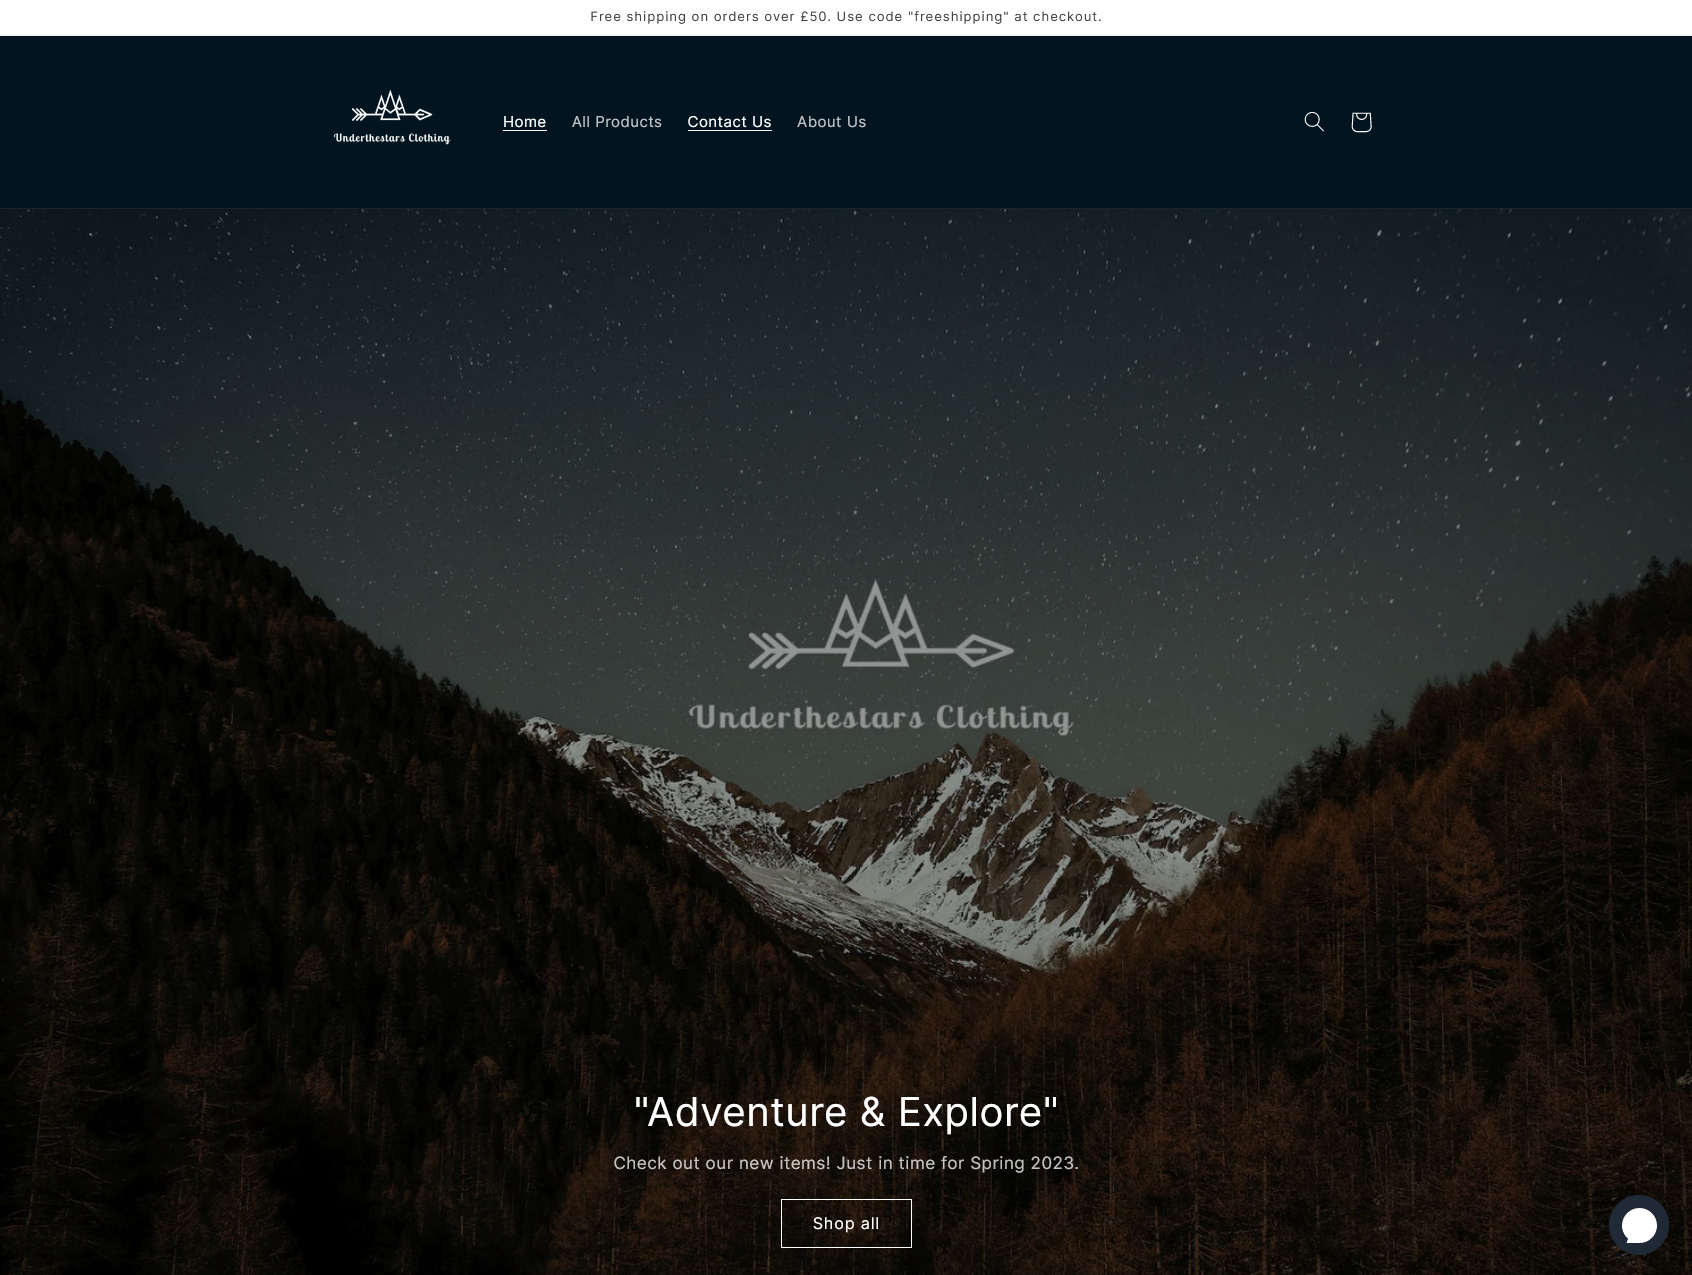 Free shipping on orders over £50. Use code "freeshipping" at checkout.
Underthestars Clothing
Home
All Products
Contact Us
About Us
Underthestars Clothing
"Adventure & Explore"
Check out our new items! Just in time for Spring 2023.
Shop all